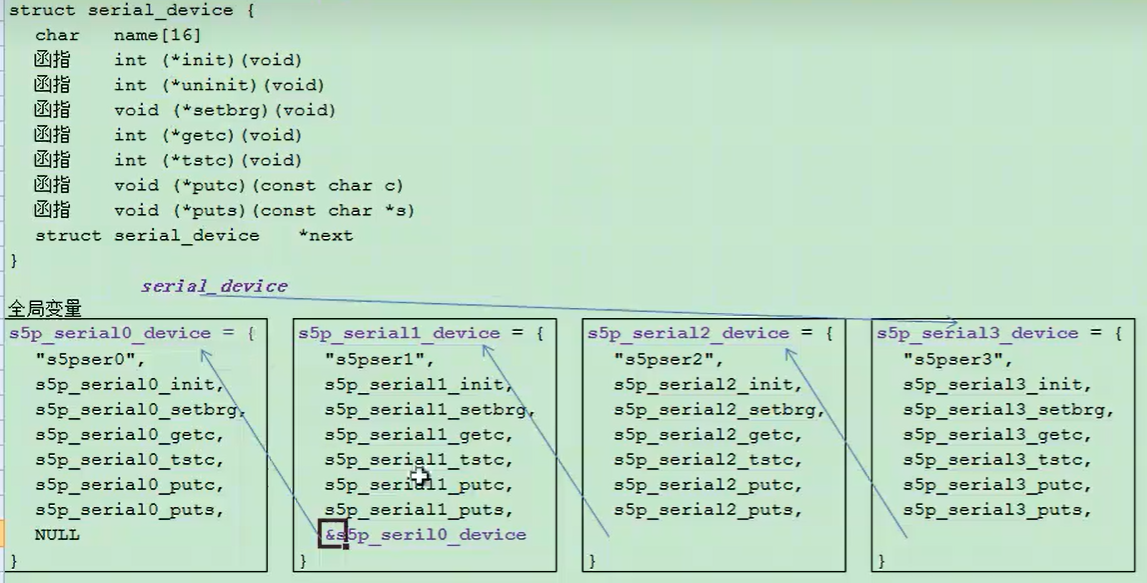 struct serial_device {
char name[16]
函指 int (*init)(void)
函指 int (*uninit)(void)
函指 void (*setbrg)(void)
函指 int (*getc)(void)
函指 int (*tstc)(void)
函指 void (*putc)(const char c)
函指 void (*puts)(const char *s)
struct serial_device *next
}
serial_device
全局变量
s5p_serial0_device = {
"s5pser0",
s5p_serial0_init,
s5p_serial0_setbrg,
s5p_serial0_getc,
s5p_serial0_tstc,
s5p_serial0_putc,
s5p_serial0_puts,
NULL
}
s5p_serial1_device = {
"s5pser1",
s5p_serial1_init,
s5p_serial1_setbrg,
s5p_serial1_getc,
s5p_serial1_tstc,
s5p_serial1_putc,
s5p_serial1_puts,
&s5p_seril0_device
}
s5p_serial2_device = {
"s5pser2",
s5p_serial2_init,
s5p_serial2_setbrg,
s5p_serial2_getc,
s5p_serial2_tstc,
s5p_serial2_putc,
s5p_serial2_puts,
}
s5p_serial3_device = {
"s5pser3",
s5p_serial3_init,
s5p_serial3_setbrg,
s5p_serial3_getc,
s5p_serial3_tstc,
s5p_serial3_putc,
s5p_serial3_puts,
}